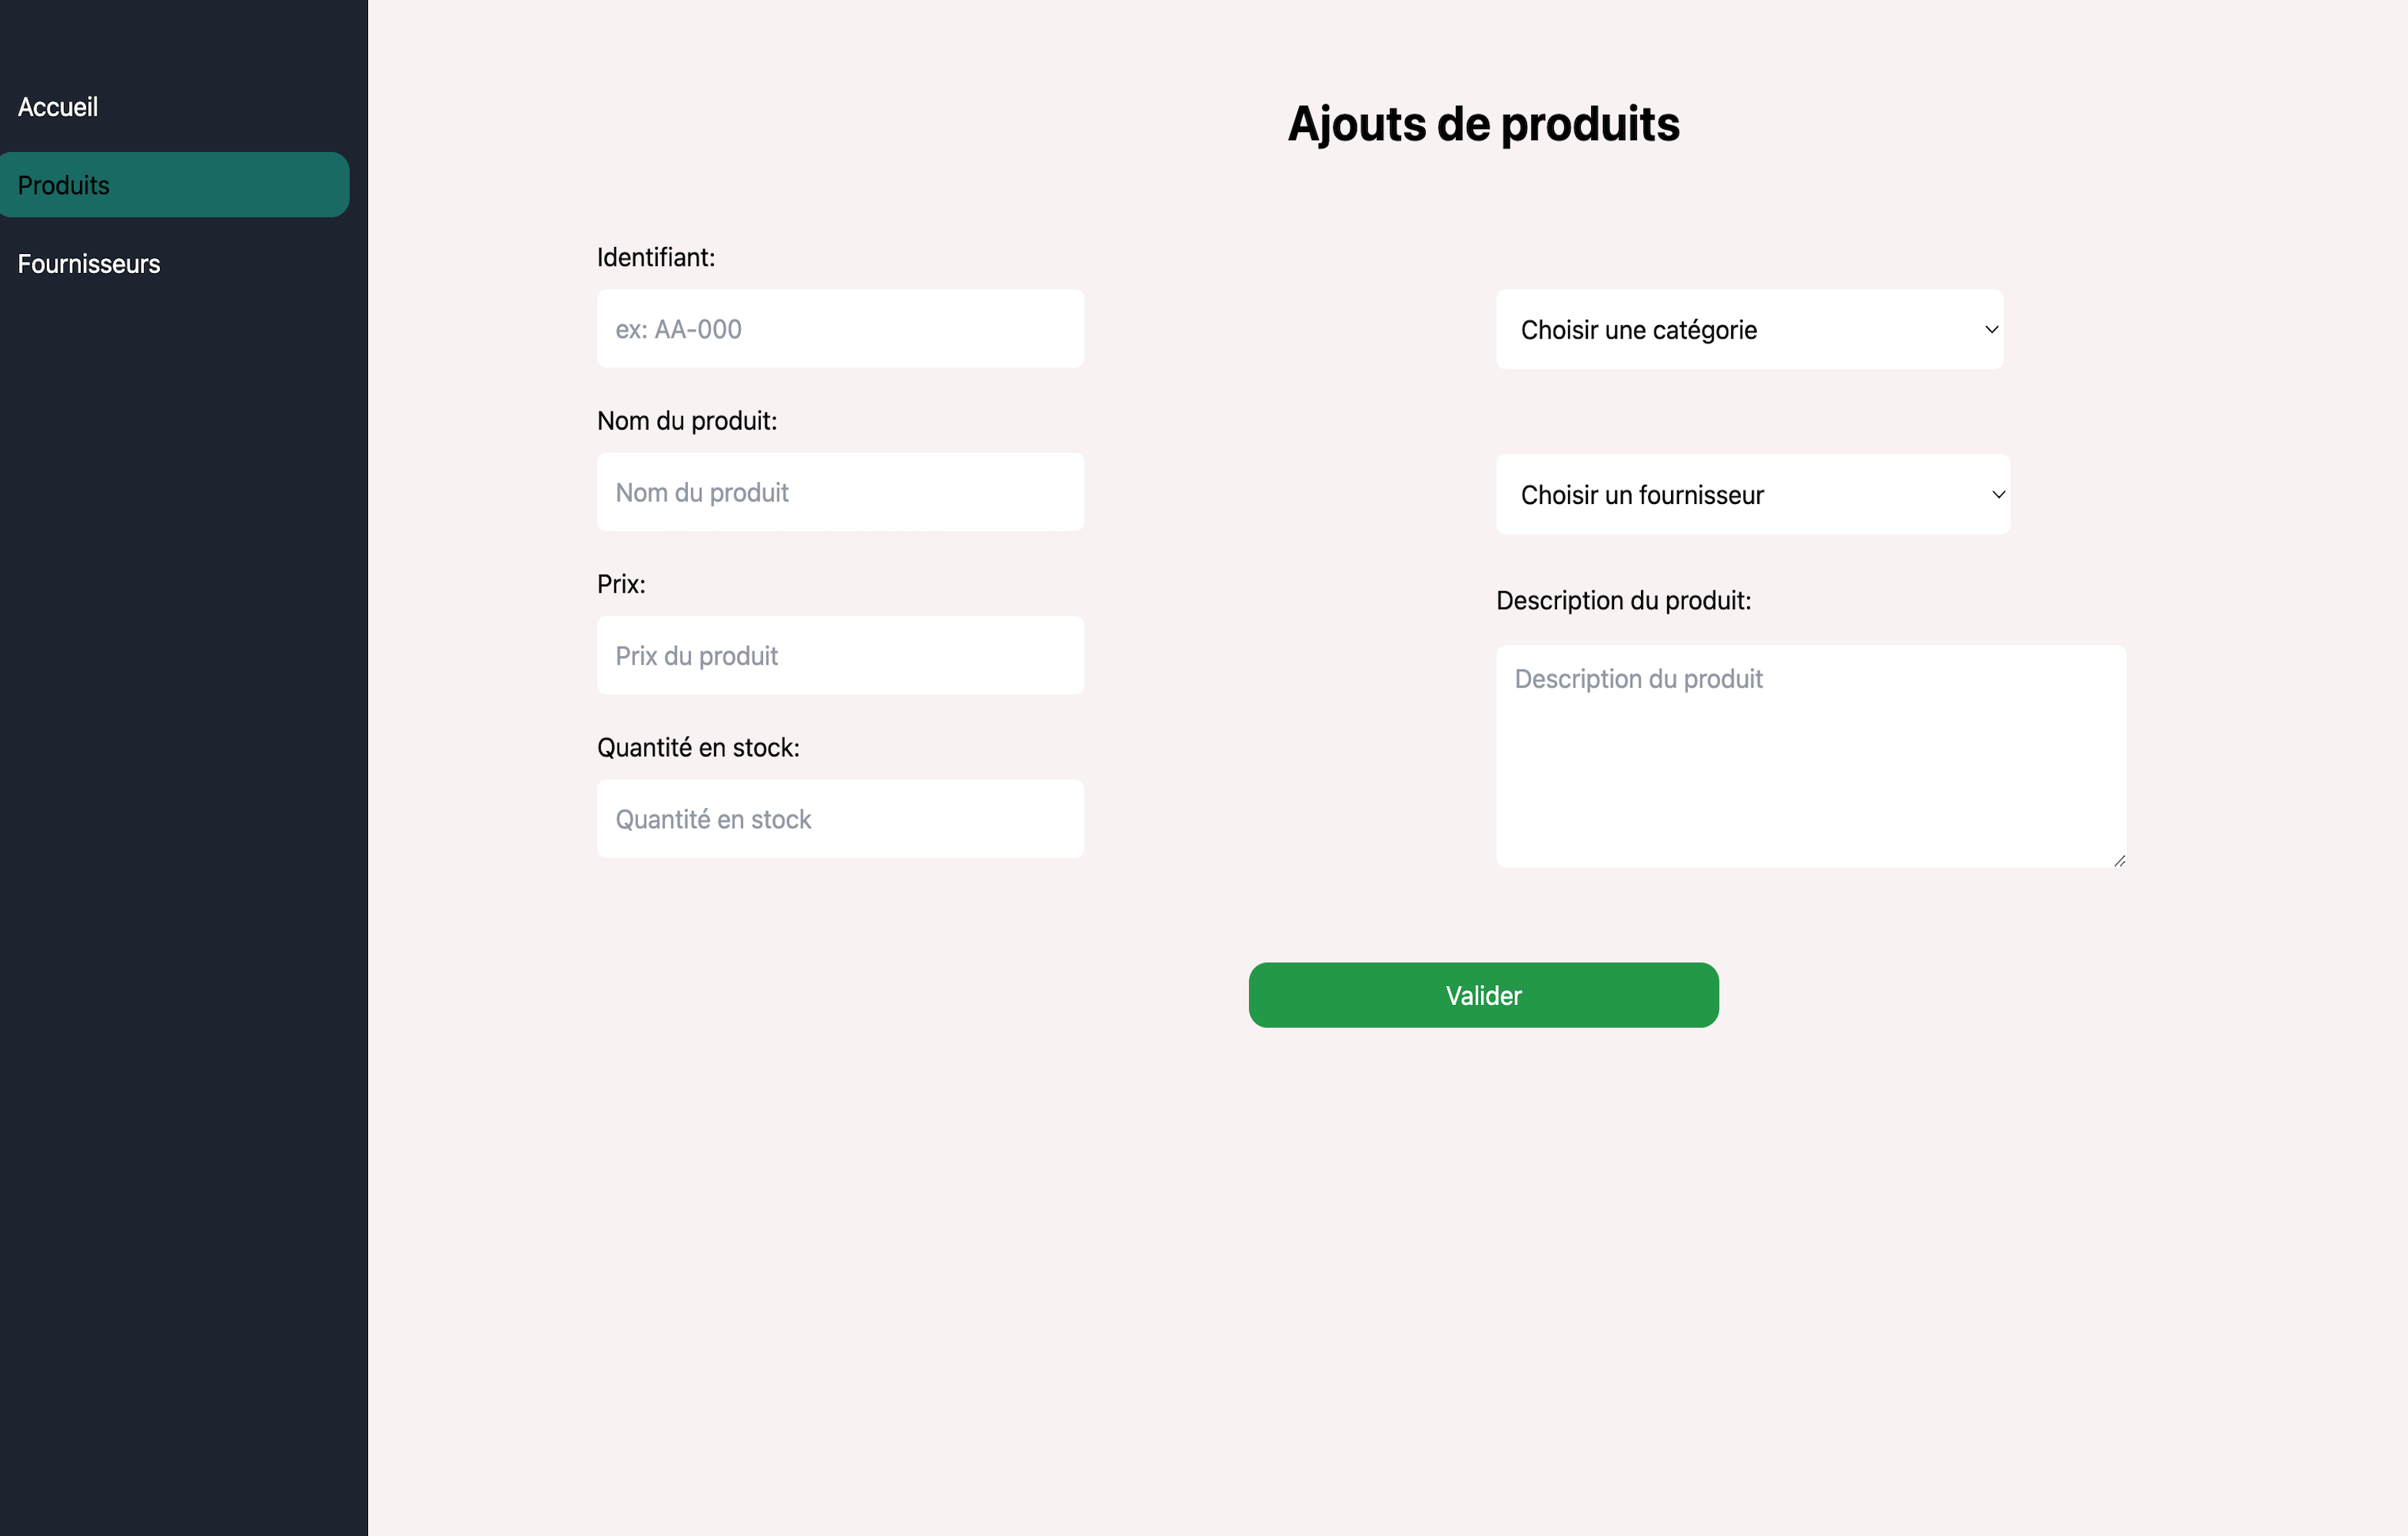 Accueil
Produits
Fournisseurs
Ajouts de produits
Identifiant:
ex: AA-000
Nom du produit:
Nom du produit
Prix:
Prix du produit
Quantité en stock:
Quantité en stock
Choisir une catégorie
Choisir un fournisseur
Description du produit:
Description du produit
Valider